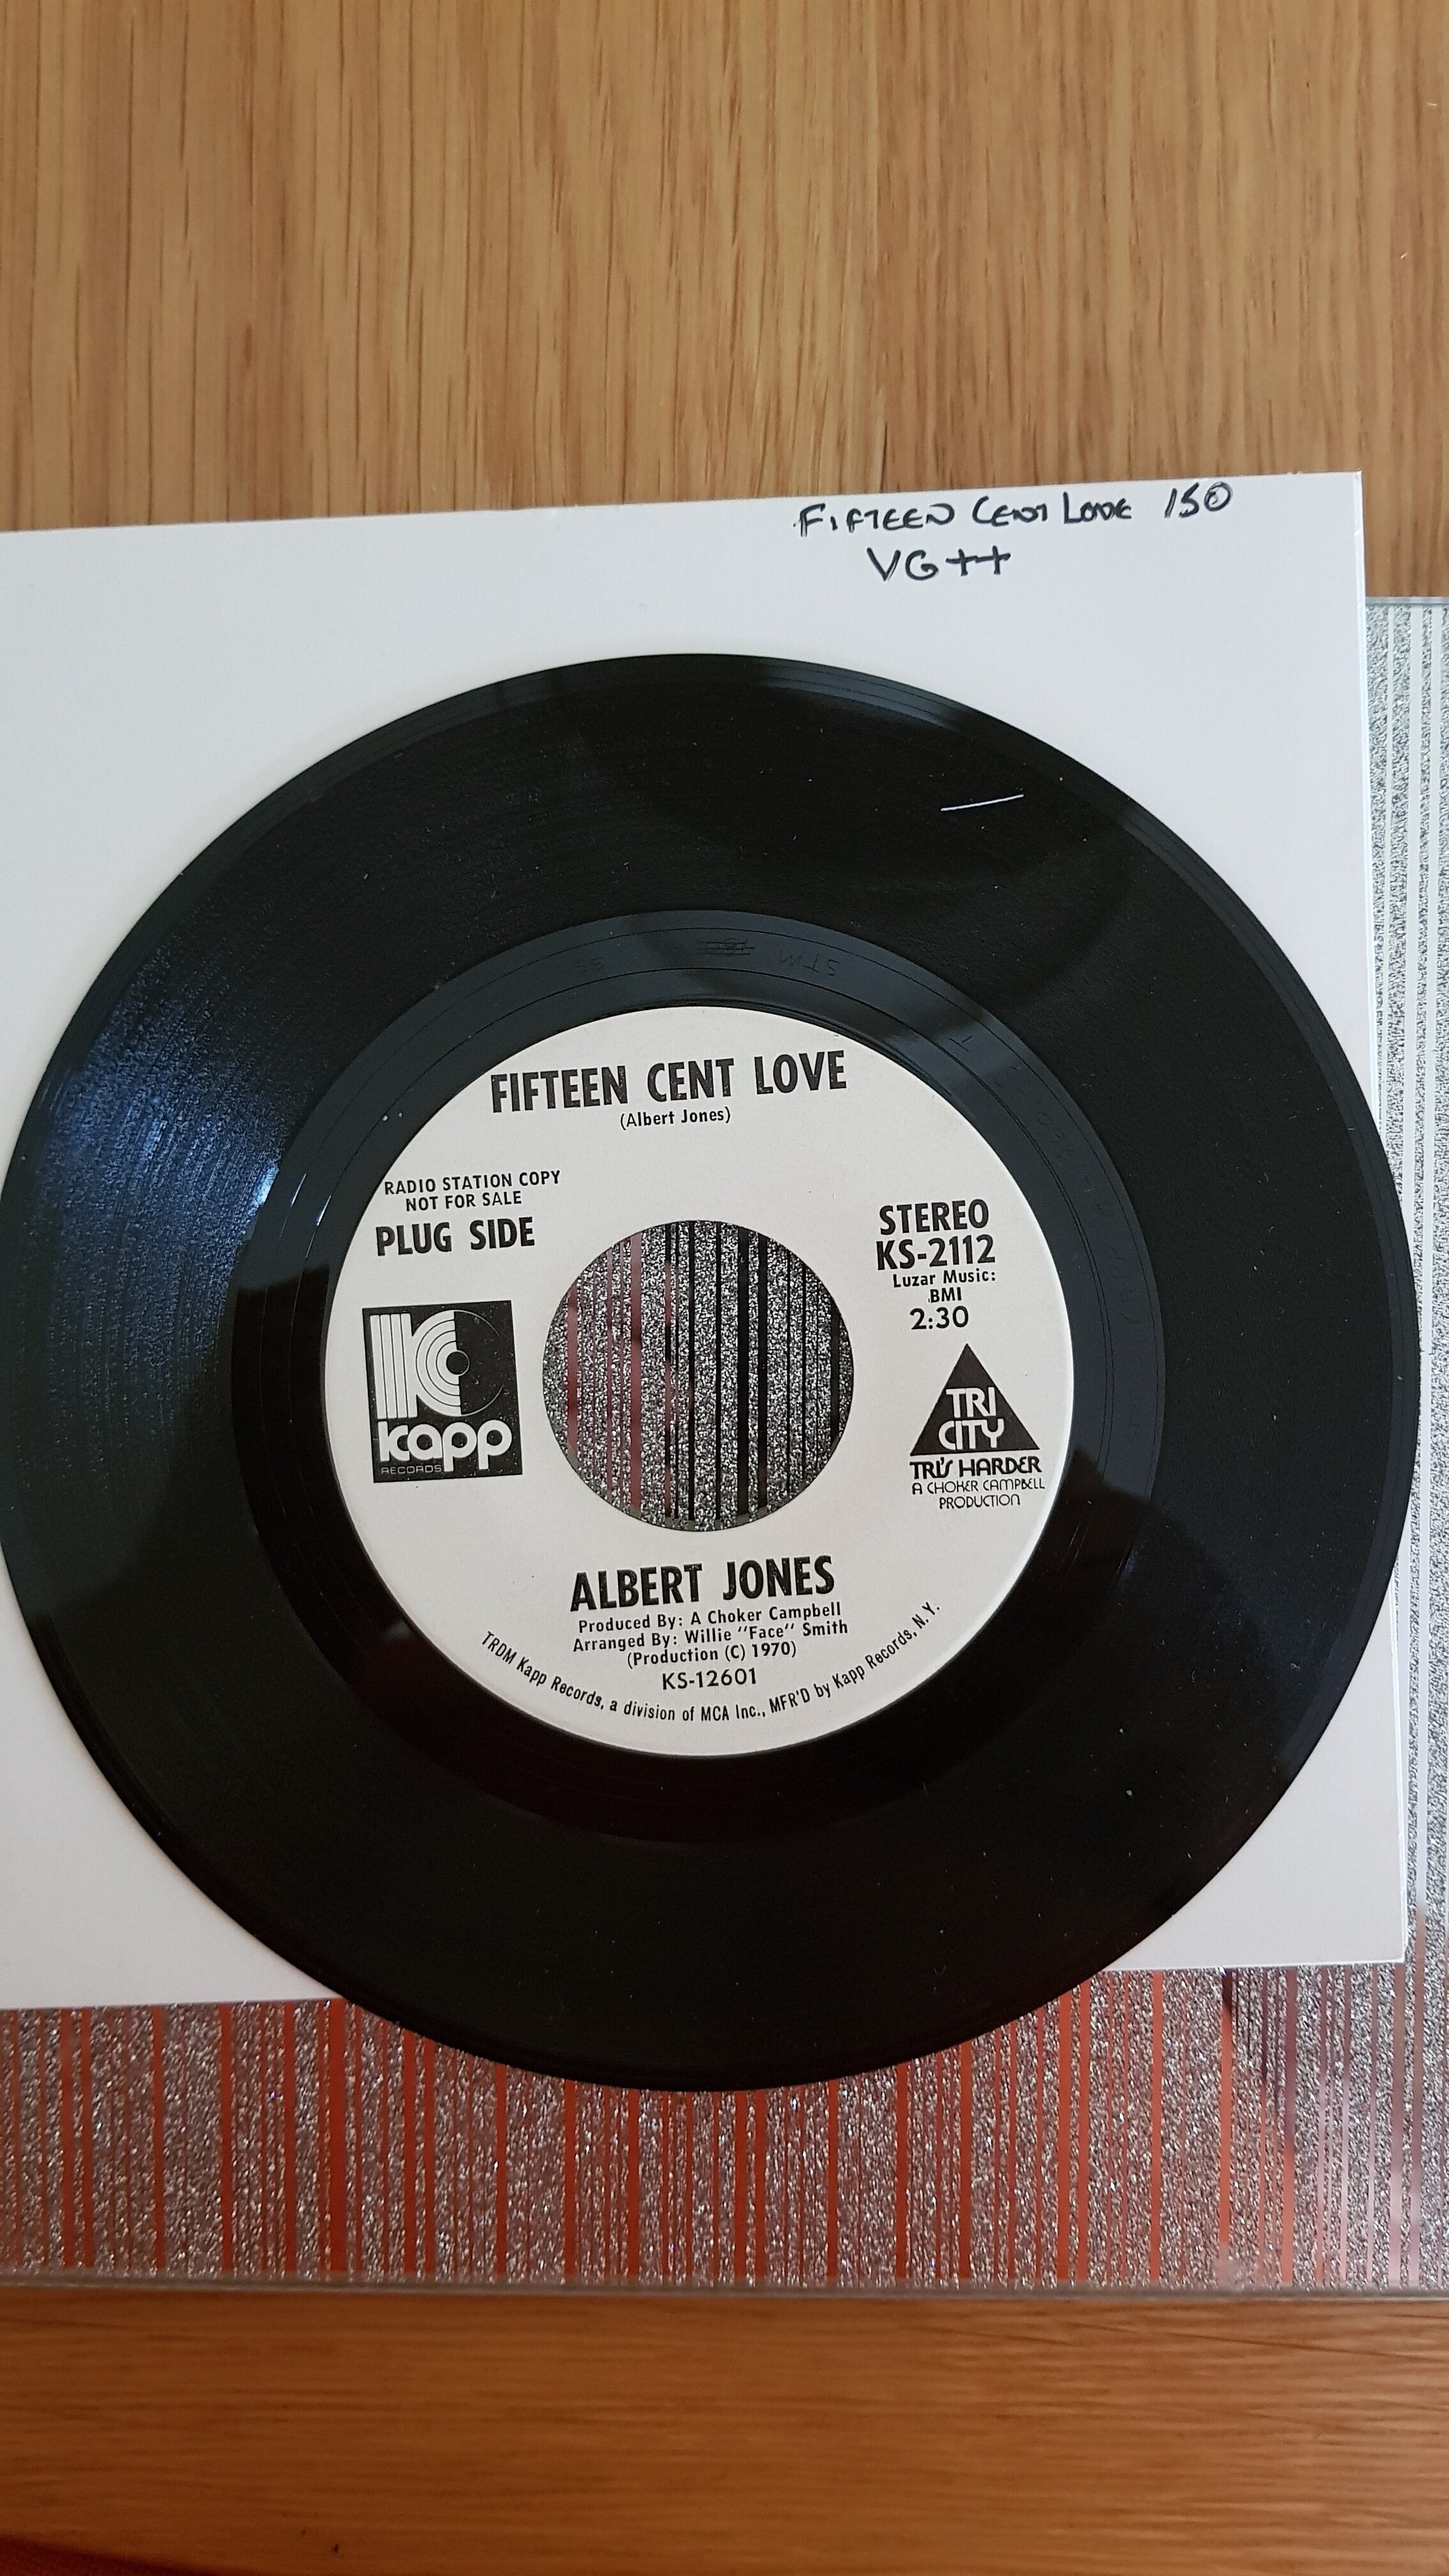 FIFTEEN CENT LOVE 150
VG++
FIFTEEN CENT LOVE
(Albert Jones)
RADIO STATION COPY
NOT FOR SALE
PLUG SIDE
STEREO
KS-2112
Luzar Music:
BMI
2:30
kapp
RECORDS
TRI
CITY
TRI'S HARDER
A CHOKER CAMPBELL
PRODUCTION
ALBERT JONES
Produced By: A Choker Campbell
Arranged By: Willie "Face" Smith
(Production (C) 1970)
KS-12601
TRDM Kapp Records, a division of MCA Inc., MFR'D by Kapp Records, N. Y.